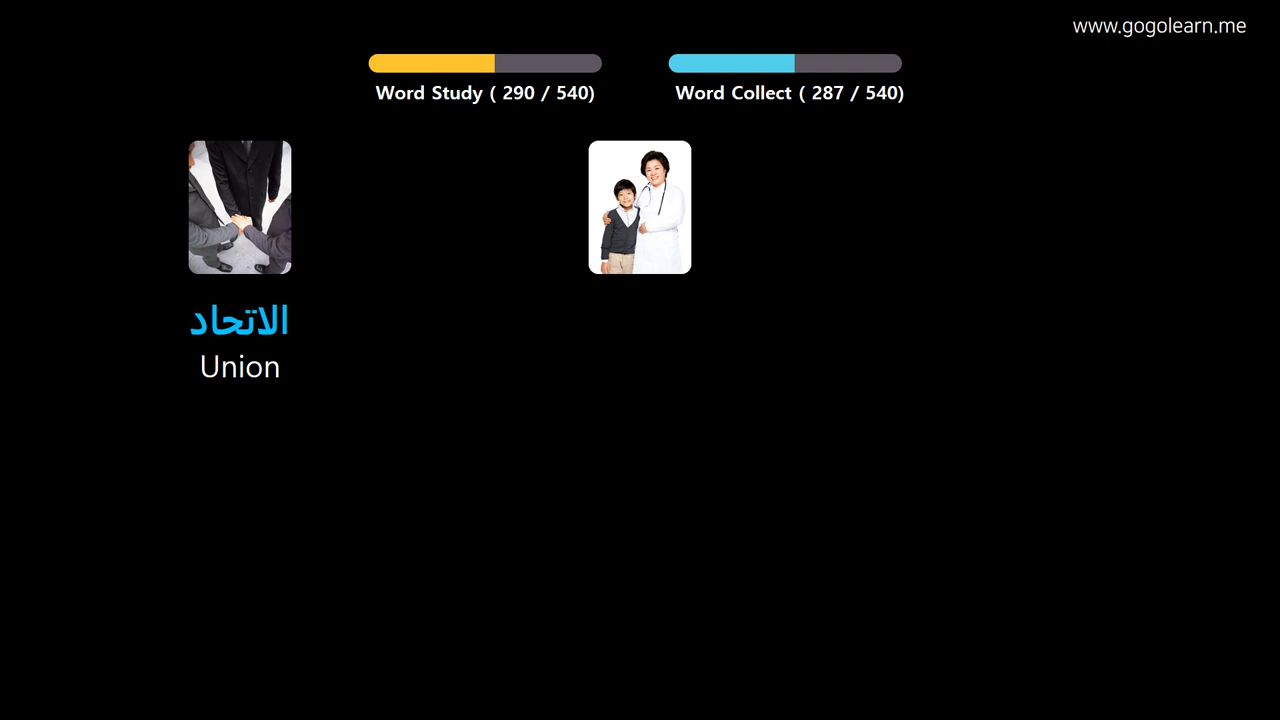 www.gogolearn.me
Word Study ( 290 / 540)
Word Collect ( 287 / 540)
الاتحاد
Union